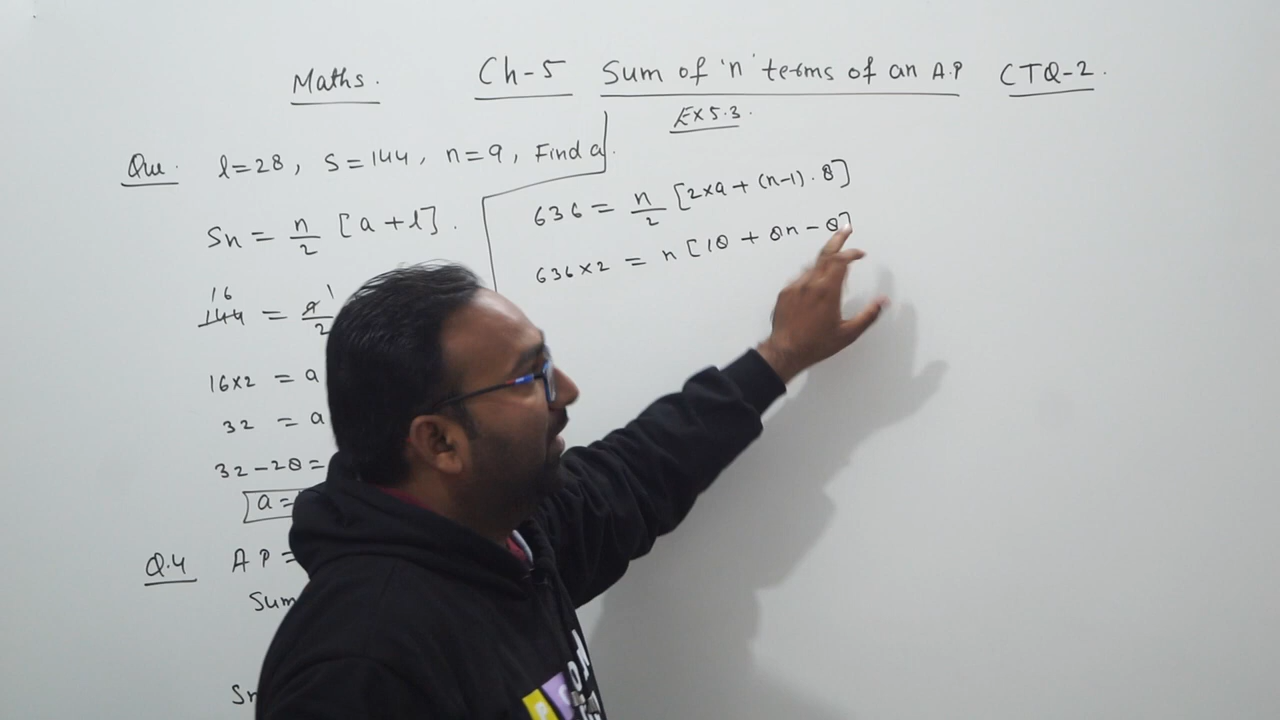 Maths. Ch-5 Sum of 'n' terms of an A.P CTQ-2.
EX 5.3.
Que. l=28, S=144, n=9, Find a.
Sn = n/2 [a+l].
16
144 = 9/2 1
16×2 = a
32 = a
32-28=
a=
Q.4 AP=
Sum
Sn
636 = n/2 [2×9+(n-1).8]
636×2 = n[18 + 8n-8]